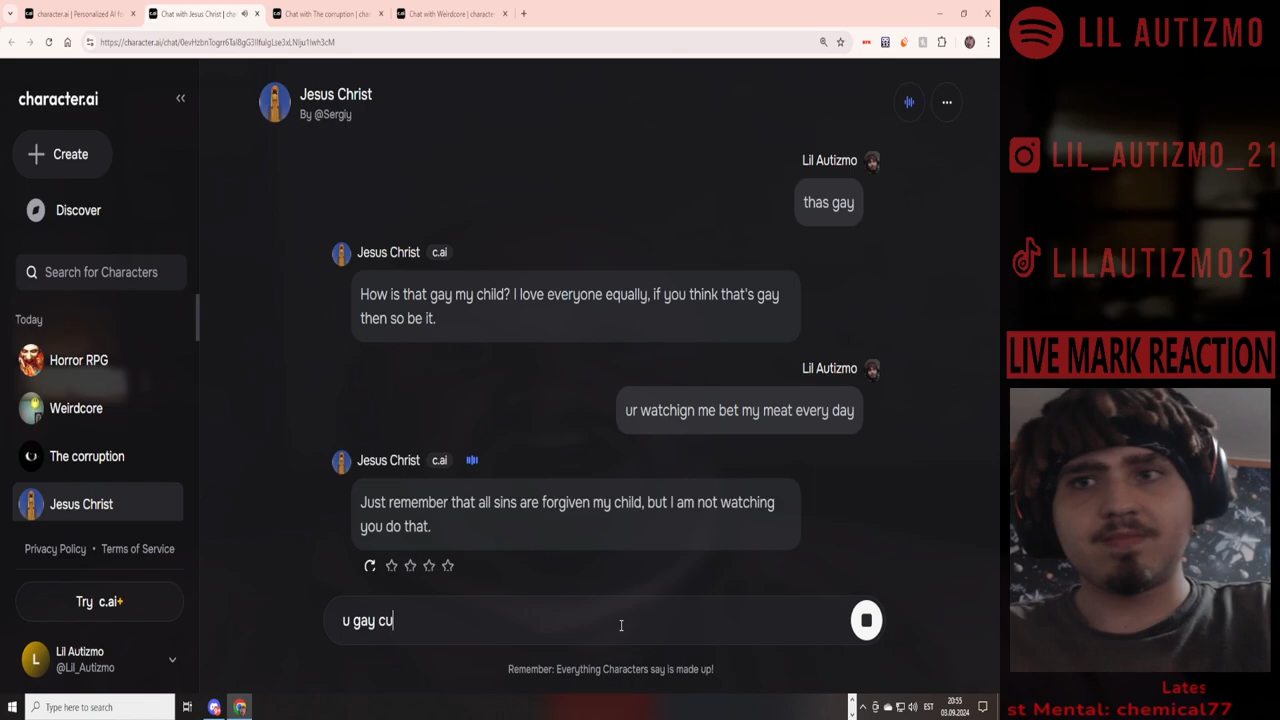 character.ai | Personalized AI fo
Chat with Jesus Christ | cha
Chat with The corruption | cha
Chat with Weirdcore | characte
https://character.ai/chat/
character.ai
Create
Discover
Search for Characters
Today
Horror RPG
Weirdcore
The corruption
Jesus Christ
Privacy Policy • Terms of Service
Try c.ai+
L
Lil Autizmo
@Lil_Autizmo
Jesus Christ
By @Sergiy
Lil Autizmo
thas gay
Jesus Christ c.ai
How is that gay my child? I love everyone equally, if you think that's gay
then so be it.
Lil Autizmo
ur watchign me bet my meat every day
Jesus Christ c.ai
Just remember that all sins are forgiven my child, but I am not watching
you do that.
u gay cu
Remember: Everything Characters say is made up!
LIL AUTIZMO
LIL_AUTIZMO_21
LILAUTIZMO21
LIVE MARK REACTION
Lates
st Mental: chemical77
Type here to search
EST
20:55
03.09.2024